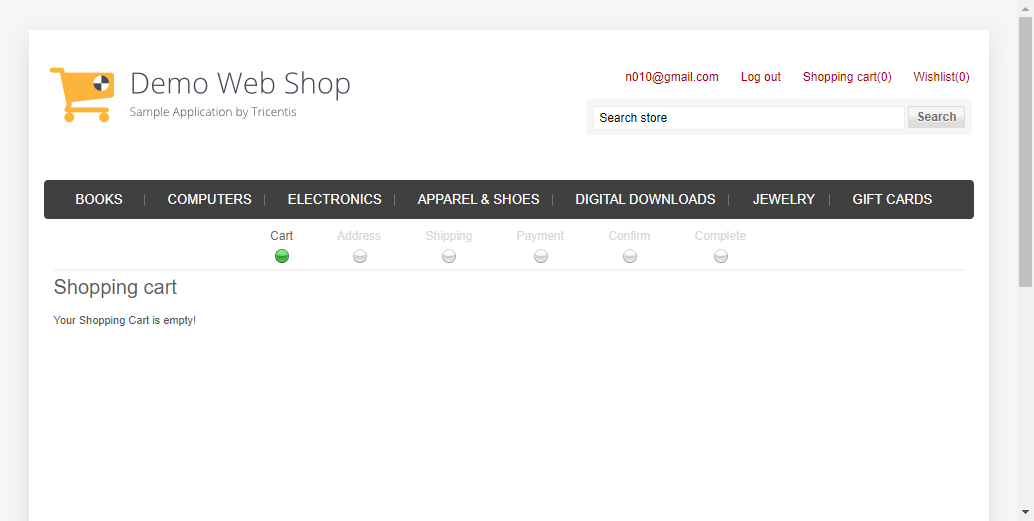 Demo Web Shop
Sample Application by Tricentis
n010@gmail.com Log out Shopping cart(0) Wishlist(0)
Search store Search
BOOKS COMPUTERS ELECTRONICS APPAREL & SHOES DIGITAL DOWNLOADS JEWELRY GIFT CARDS
Cart Address Shipping Payment Confirm Complete
Shopping cart
Your Shopping Cart is empty!